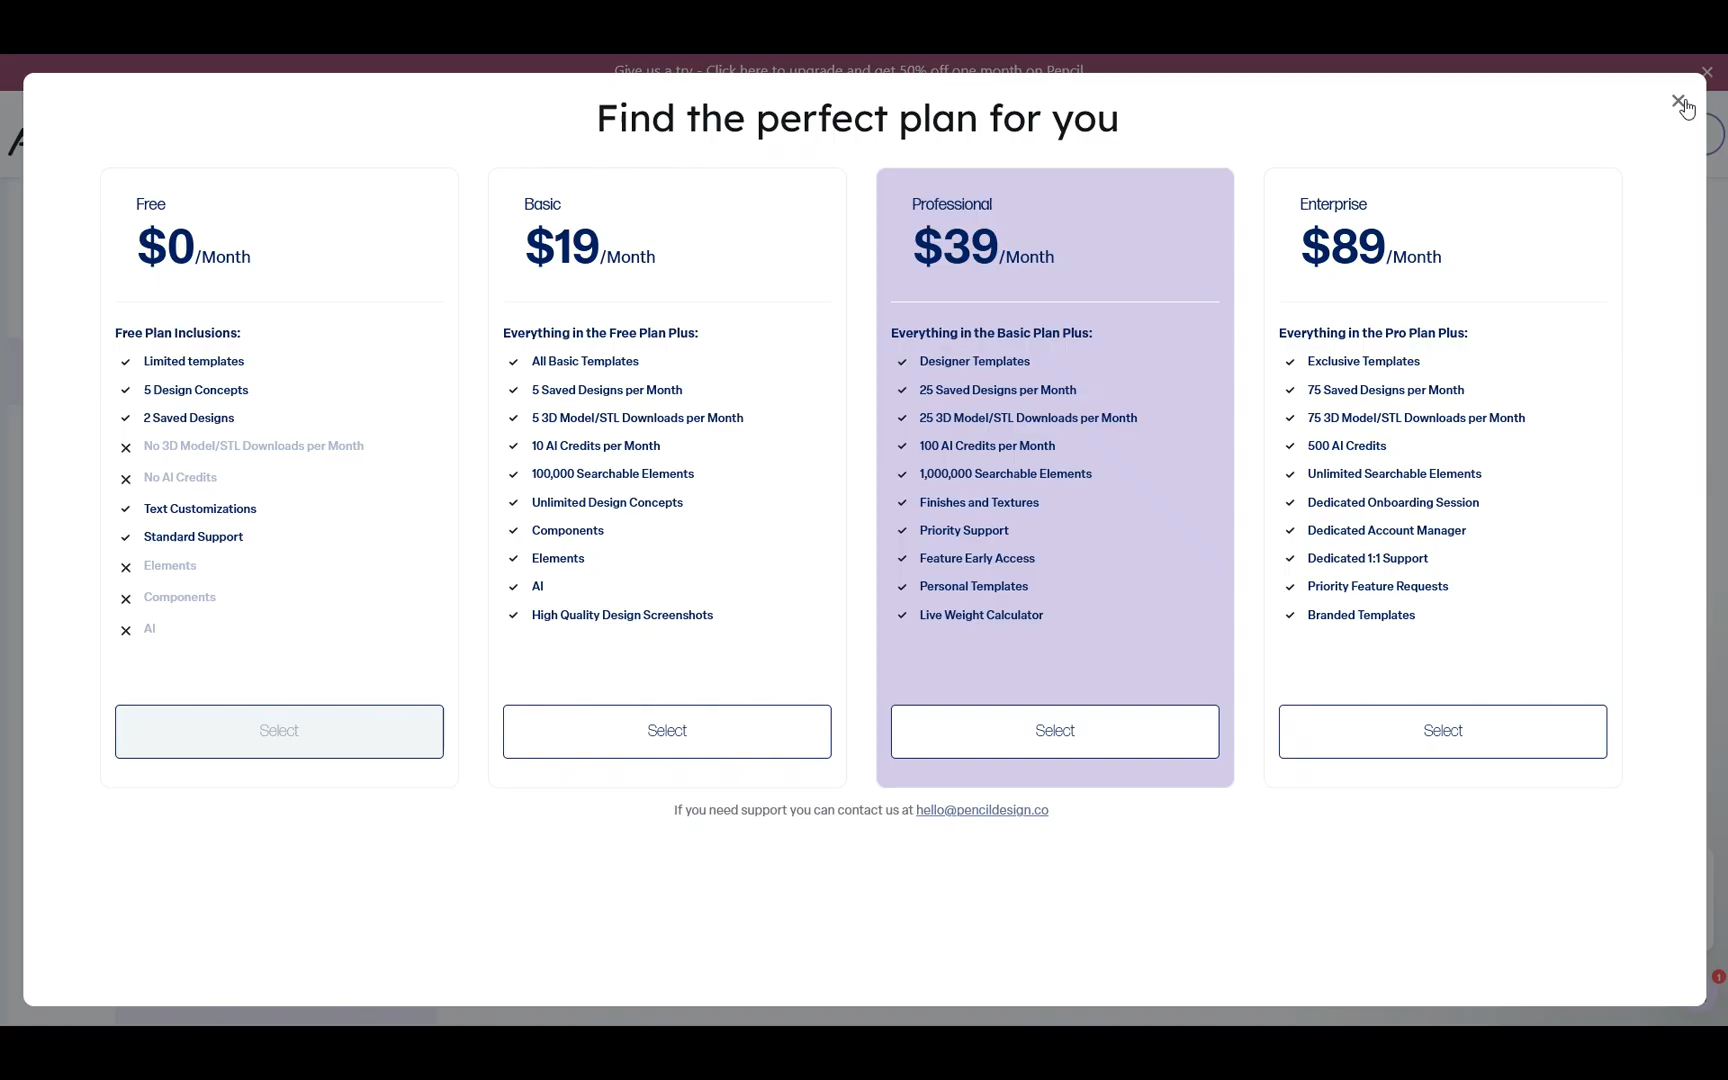 Give us a try - Click here to upgrade and get 50% off one month on Pencil
Find the perfect plan for you
Free
$0/Month
Free Plan Inclusions:
Limited templates
5 Design Concepts
2 Saved Designs
No 3D Model/STL Downloads per Month
No AI Credits
Text Customizations
Standard Support
Elements
Components
AI
Select
Basic
$19/Month
Everything in the Free Plan Plus:
All Basic Templates
5 Saved Designs per Month
5 3D Model/STL Downloads per Month
10 AI Credits per Month
100,000 Searchable Elements
Unlimited Design Concepts
Components
Elements
AI
High Quality Design Screenshots
Select
Professional
$39/Month
Everything in the Basic Plan Plus:
Designer Templates
25 Saved Designs per Month
25 3D Model/STL Downloads per Month
100 AI Credits per Month
1,000,000 Searchable Elements
Finishes and Textures
Priority Support
Feature Early Access
Personal Templates
Live Weight Calculator
Select
Enterprise
$89/Month
Everything in the Pro Plan Plus:
Exclusive Templates
75 Saved Designs per Month
75 3D Model/STL Downloads per Month
500 AI Credits
Unlimited Searchable Elements
Dedicated Onboarding Session
Dedicated Account Manager
Dedicated 1:1 Support
Priority Feature Requests
Branded Templates
Select
If you need support you can contact us at hello@pencildesign.co
1